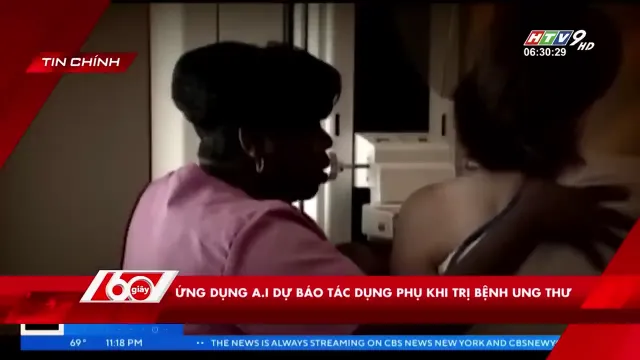 TIN CHÍNH
HTV9 HD
06:30:29
60 giây
ỨNG DỤNG A.I DỰ BÁO TÁC DỤNG PHỤ KHI TRỊ BỆNH UNG THƯ
69° 11:18 PM THE NEWS IS ALWAYS STREAMING ON CBS NEWS NEW YORK AND CBSNEWY